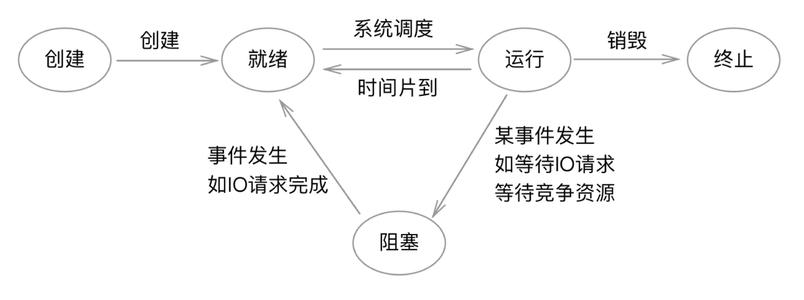 创建
创建
就绪
系统调度
时间片到
运行
销毁
终止
事件发生
如IO请求完成
某事件发生
如等待IO请求
等待竞争资源
阻塞